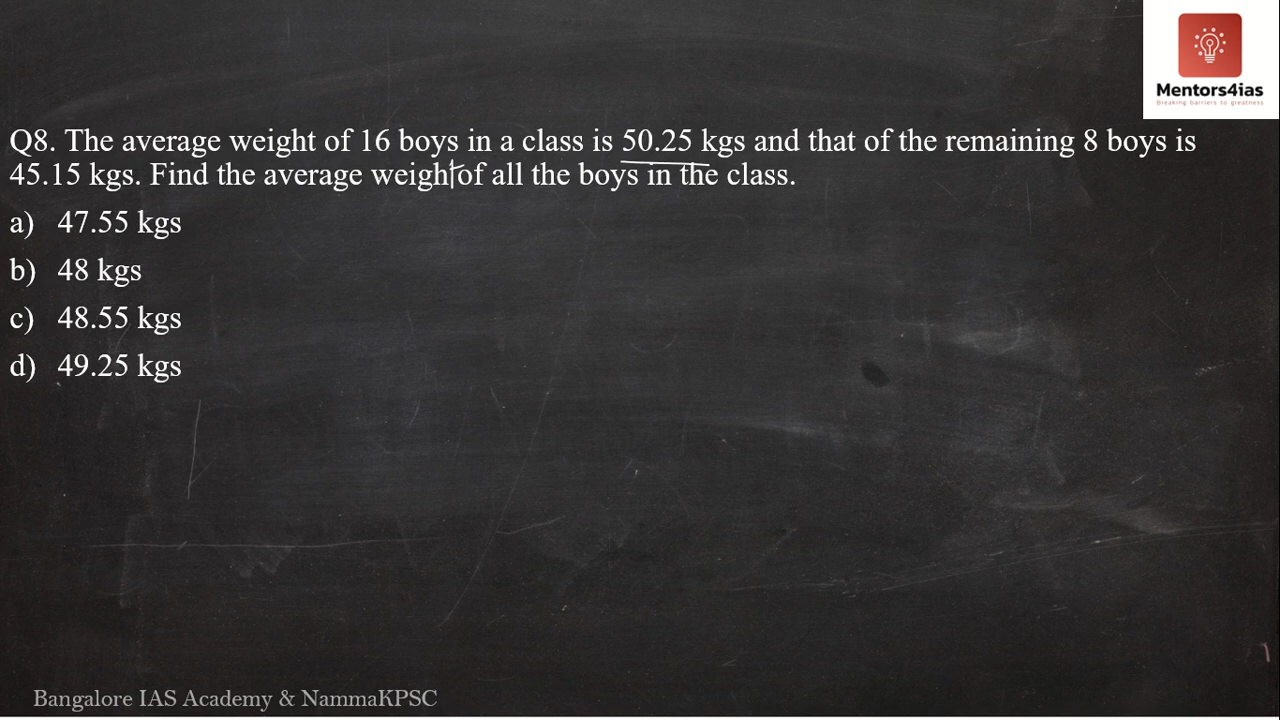 Mentors4ias
Breaking barriers to greatness
Q8. The average weight of 16 boys in a class is 50.25 kgs and that of the remaining 8 boys is
45.15 kgs. Find the average weight of all the boys in the class.
a) 47.55 kgs
b) 48 kgs
c) 48.55 kgs
d) 49.25 kgs
Bangalore IAS Academy & NammaKPSC